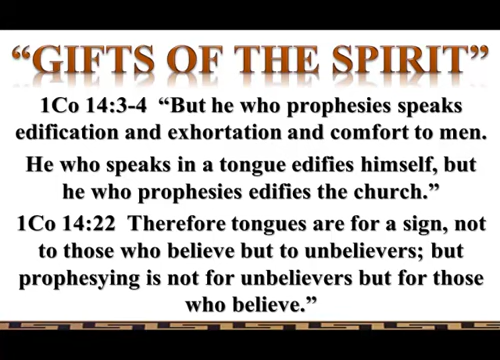 “GIFTS OF THE SPIRIT”
1Co 14:3-4 “But he who prophesies speaks
edification and exhortation and comfort to men.
He who speaks in a tongue edifies himself, but
he who prophesies edifies the church.”
1Co 14:22 Therefore tongues are for a sign, not
to those who believe but to unbelievers; but
prophesying is not for unbelievers but for those
who believe.”